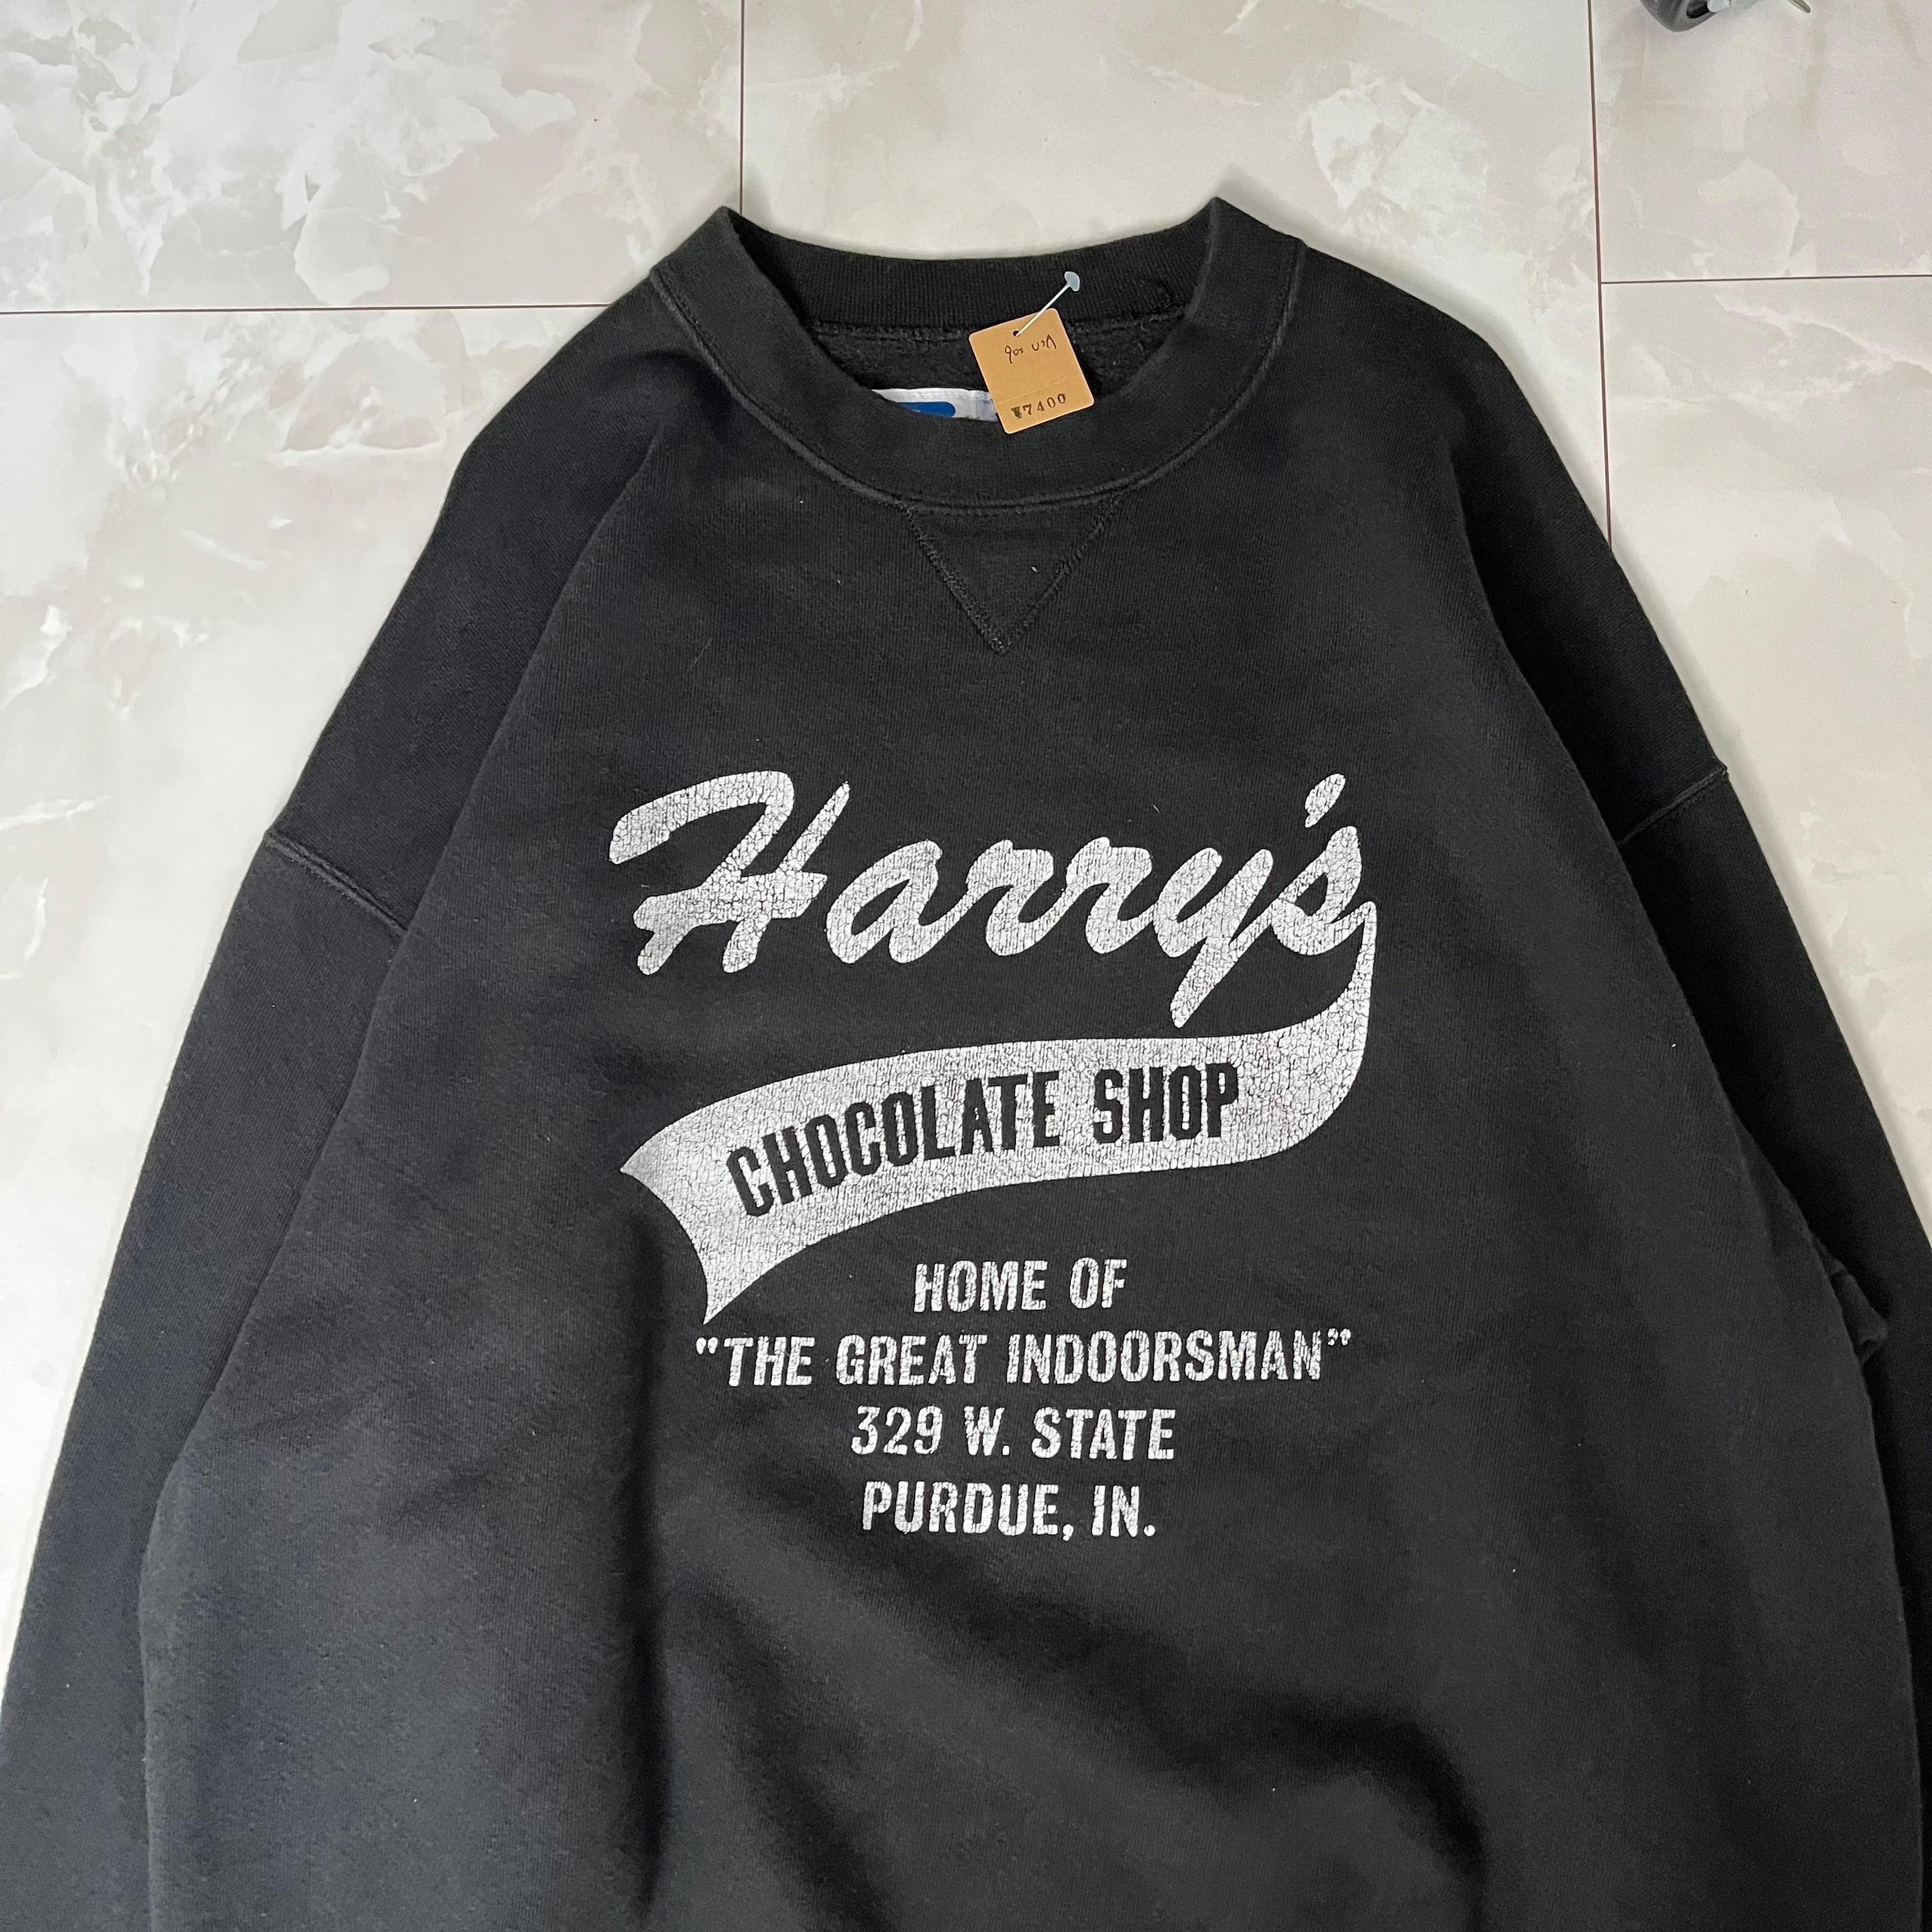 ¥7400
Harry's
CHOCOLATE SHOP
HOME OF
"THE GREAT INDOORSMAN"
329 W. STATE
PURDUE, IN.